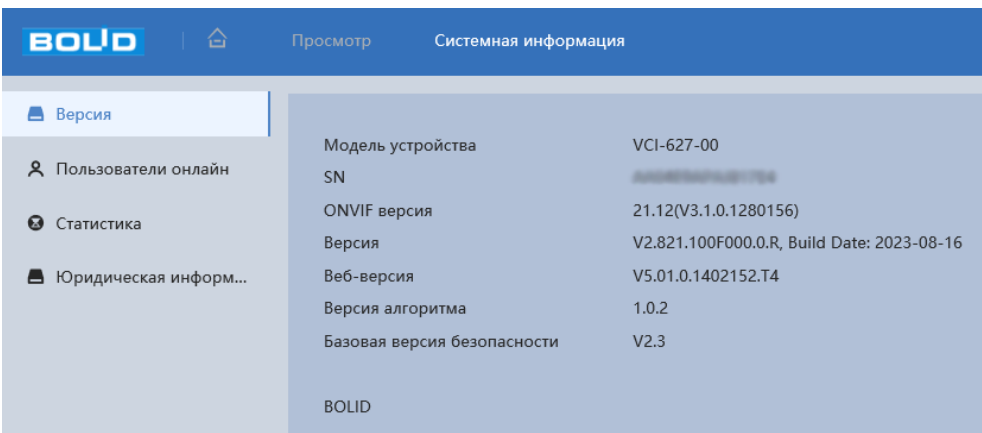 BOLID
Просмотр Системная информация
Версия
Пользователи онлайн
Статистика
Юридическая информ...
Модель устройства VCI-627-00
SN
ONVIF версия 21.12(V3.1.0.1280156)
Версия V2.821.100F000.0.R, Build Date: 2023-08-16
Веб-версия V5.01.0.1402152.T4
Версия алгоритма 1.0.2
Базовая версия безопасности V2.3
BOLID